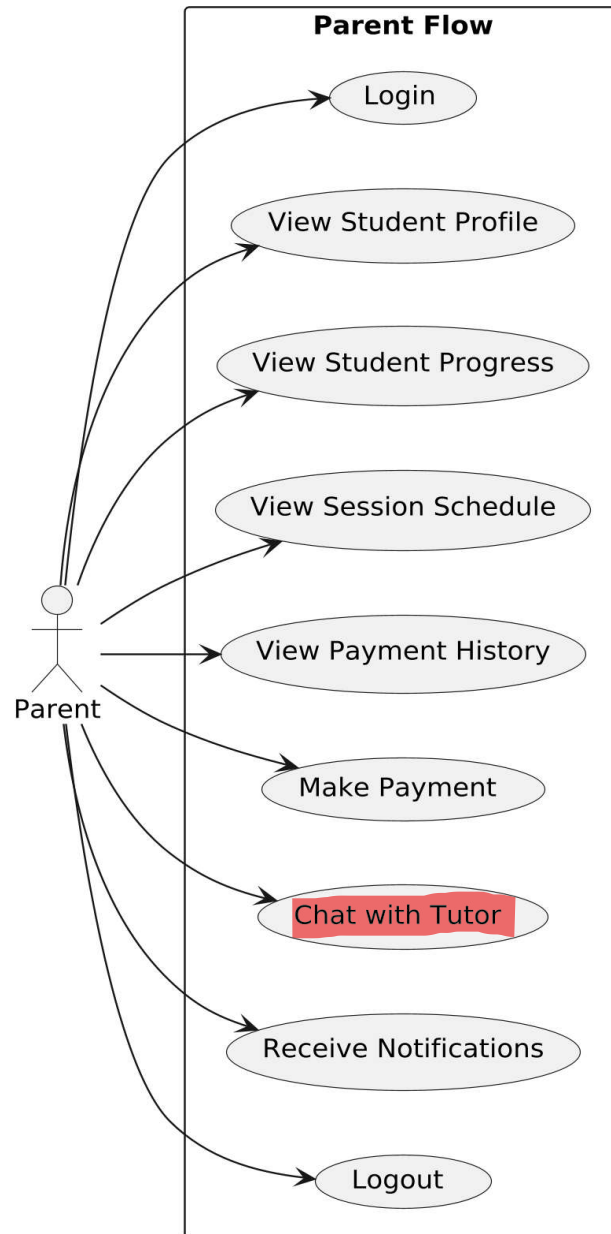 Parent Flow
Login
View Student Profile
View Student Progress
View Session Schedule
View Payment History
Parent
Make Payment
Chat with Tutor
Receive Notifications
Logout